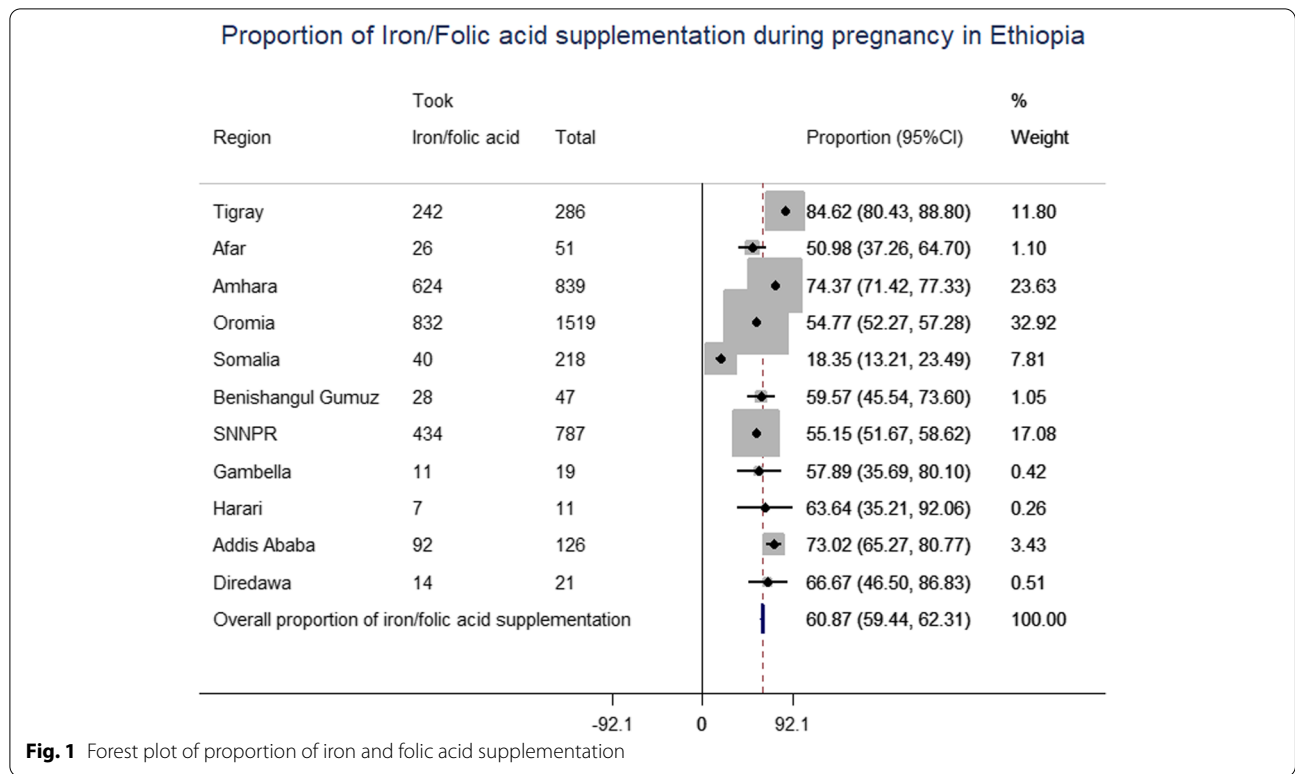 Proportion of Iron/Folic acid supplementation during pregnancy in Ethiopia
Took %
Region Iron/folic acid Total Proportion (95%CI) Weight
Tigray 242 286 84.62 (80.43, 88.80) 11.80
Afar 26 51 50.98 (37.26, 64.70) 1.10
Amhara 624 839 74.37 (71.42, 77.33) 23.63
Oromia 832 1519 54.77 (52.27, 57.28) 32.92
Somalia 40 218 18.35 (13.21, 23.49) 7.81
Benishangul Gumuz 28 47 59.57 (45.54, 73.60) 1.05
SNNPR 434 787 55.15 (51.67, 58.62) 17.08
Gambella 11 19 57.89 (35.69, 80.10) 0.42
Harari 7 11 63.64 (35.21, 92.06) 0.26
Addis Ababa 92 126 73.02 (65.27, 80.77) 3.43
Diredawa 14 21 66.67 (46.50, 86.83) 0.51
Overall proportion of iron/folic acid supplementation 60.87 (59.44, 62.31) 100.00
-92.1 0 92.1
Fig. 1 Forest plot of proportion of iron and folic acid supplementation